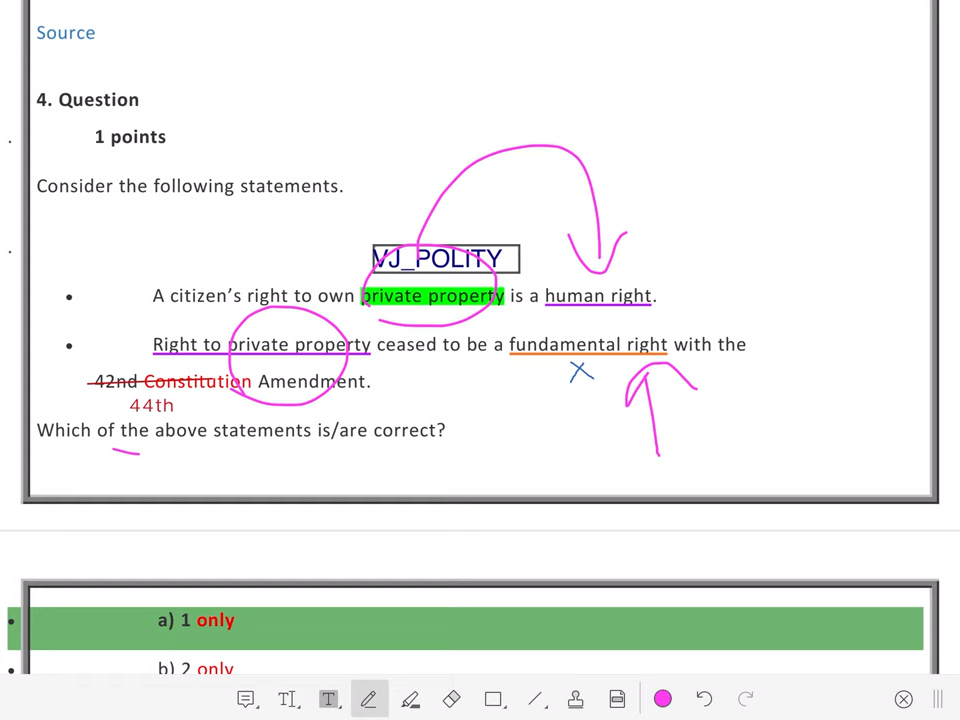 Source
4. Question
1 points
Consider the following statements.
VJ_POLITY
• A citizen’s right to own private property is a human right.
• Right to private property ceased to be a fundamental right with the
42nd Constitution Amendment.
44th
Which of the above statements is/are correct?
• a) 1 only
• b) 2 only